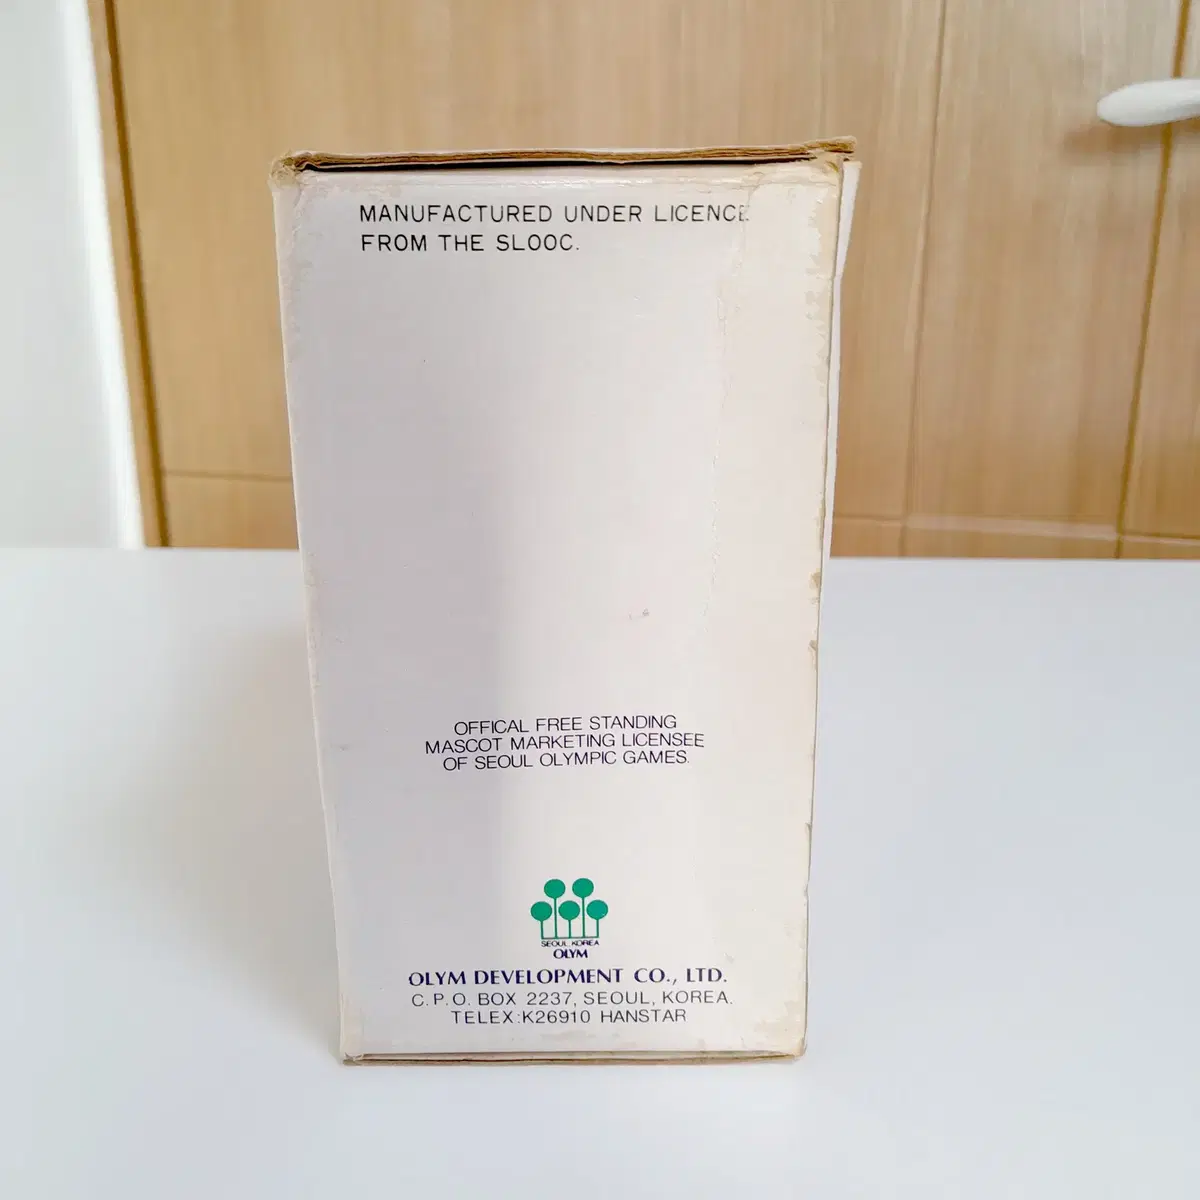 MANUFACTURED UNDER LICENCE
FROM THE SLOOC.
OFFICAL FREE STANDING
MASCOT MARKETING LICENSEE
OF SEOUL OLYMPIC GAMES.
SEOUL, KOREA
OLYM
OLYM DEVELOPMENT CO., LTD.
C.P.O. BOX 2237, SEOUL, KOREA.
TELEX:K26910 HANSTAR